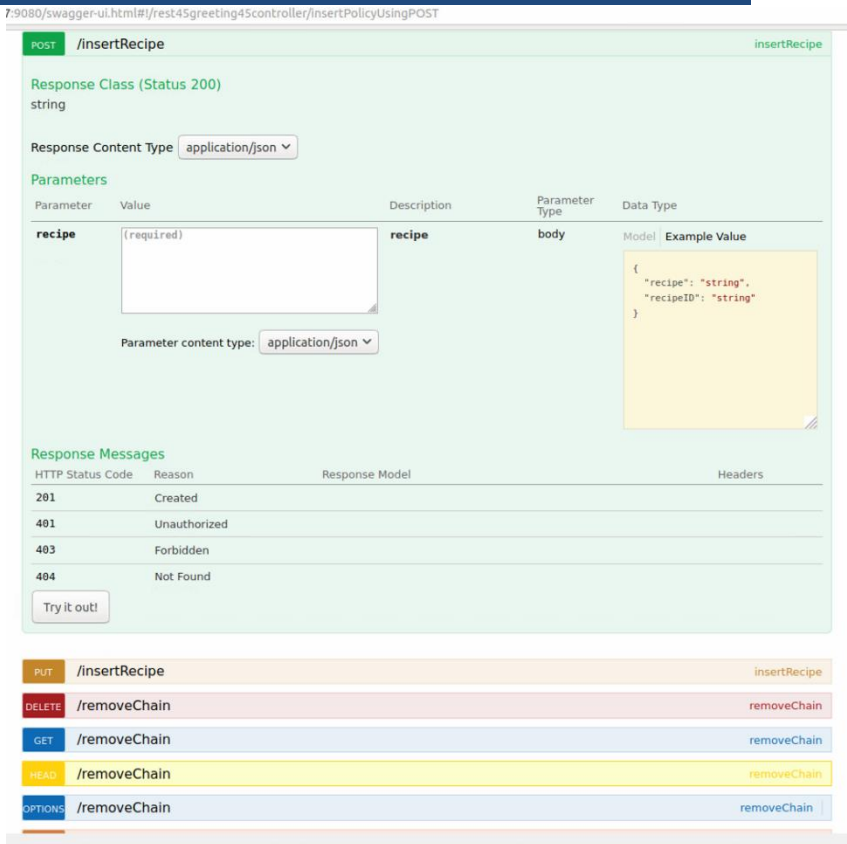 7:9080/swagger-ui.html#!/rest45greeting45controller/insertPolicyUsingPOST
POST /insertRecipe insertRecipe
Response Class (Status 200)
string
Response Content Type application/json
Parameters
Parameter Value Description Parameter Type Data Type
recipe (required) recipe body Model Example Value
{
"recipe": "string",
"recipeID": "string"
}
Parameter content type: application/json
Response Messages
HTTP Status Code Reason Response Model Headers
201 Created
401 Unauthorized
403 Forbidden
404 Not Found
Try it out!
PUT /insertRecipe insertRecipe
DELETE /removeChain removeChain
GET /removeChain removeChain
HEAD /removeChain removeChain
OPTIONS /removeChain removeChain